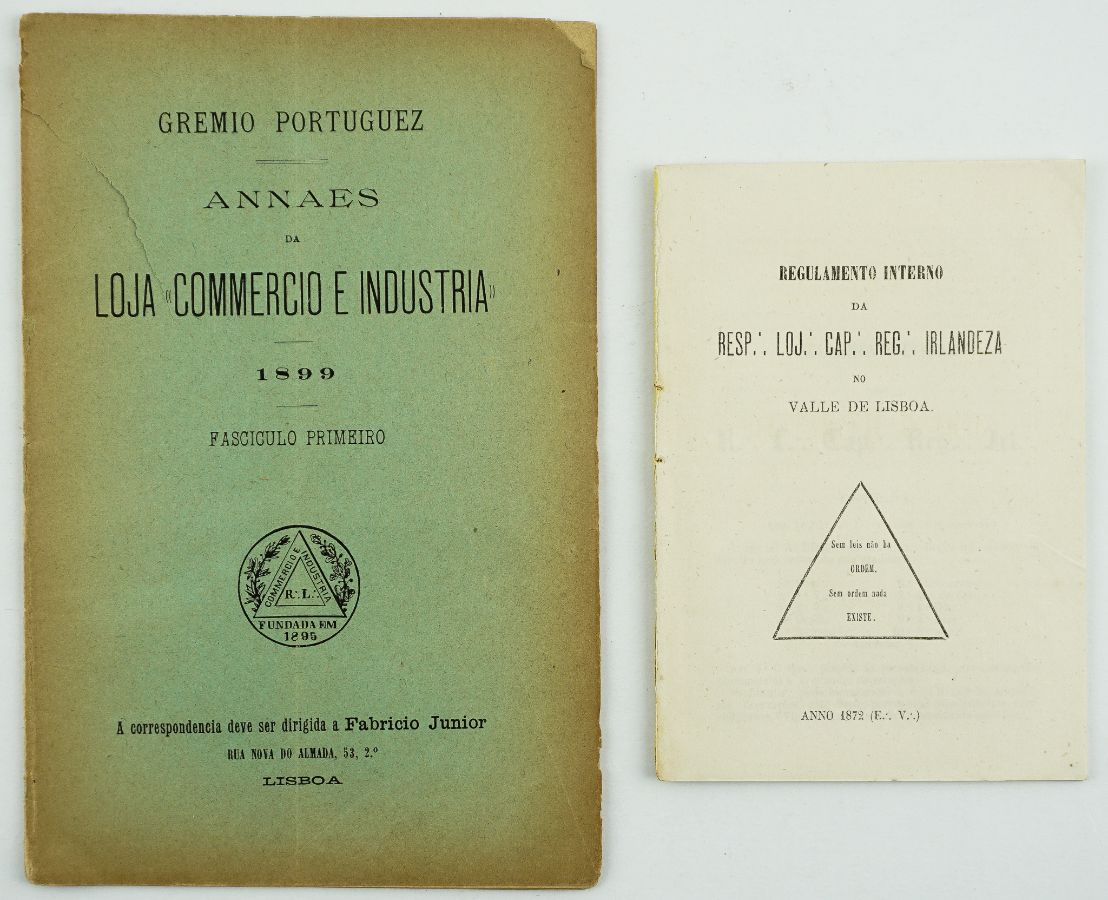 GREMIO PORTUGUEZ
ANNAES
DA
LOJA «COMMERCIO E INDUSTRIA»
1899
FASCICULO PRIMEIRO
COMMERCIO E INDUSTRIA
R∴ L∴
FUNDADA EM
1895
A correspondencia deve ser dirigida a Fabricio Junior
RUA NOVA DO ALMADA, 53, 2.º
LISBOA
REGULAMENTO INTERNO
DA
RESP∴ LOJ∴ CAP∴ REG∴ IRLANDEZA
NO
VALLE DE LISBOA.
Sem leis não ha
ORDEM.
Sem ordem nada
EXISTE.
ANNO 1872 (E∴ V∴)